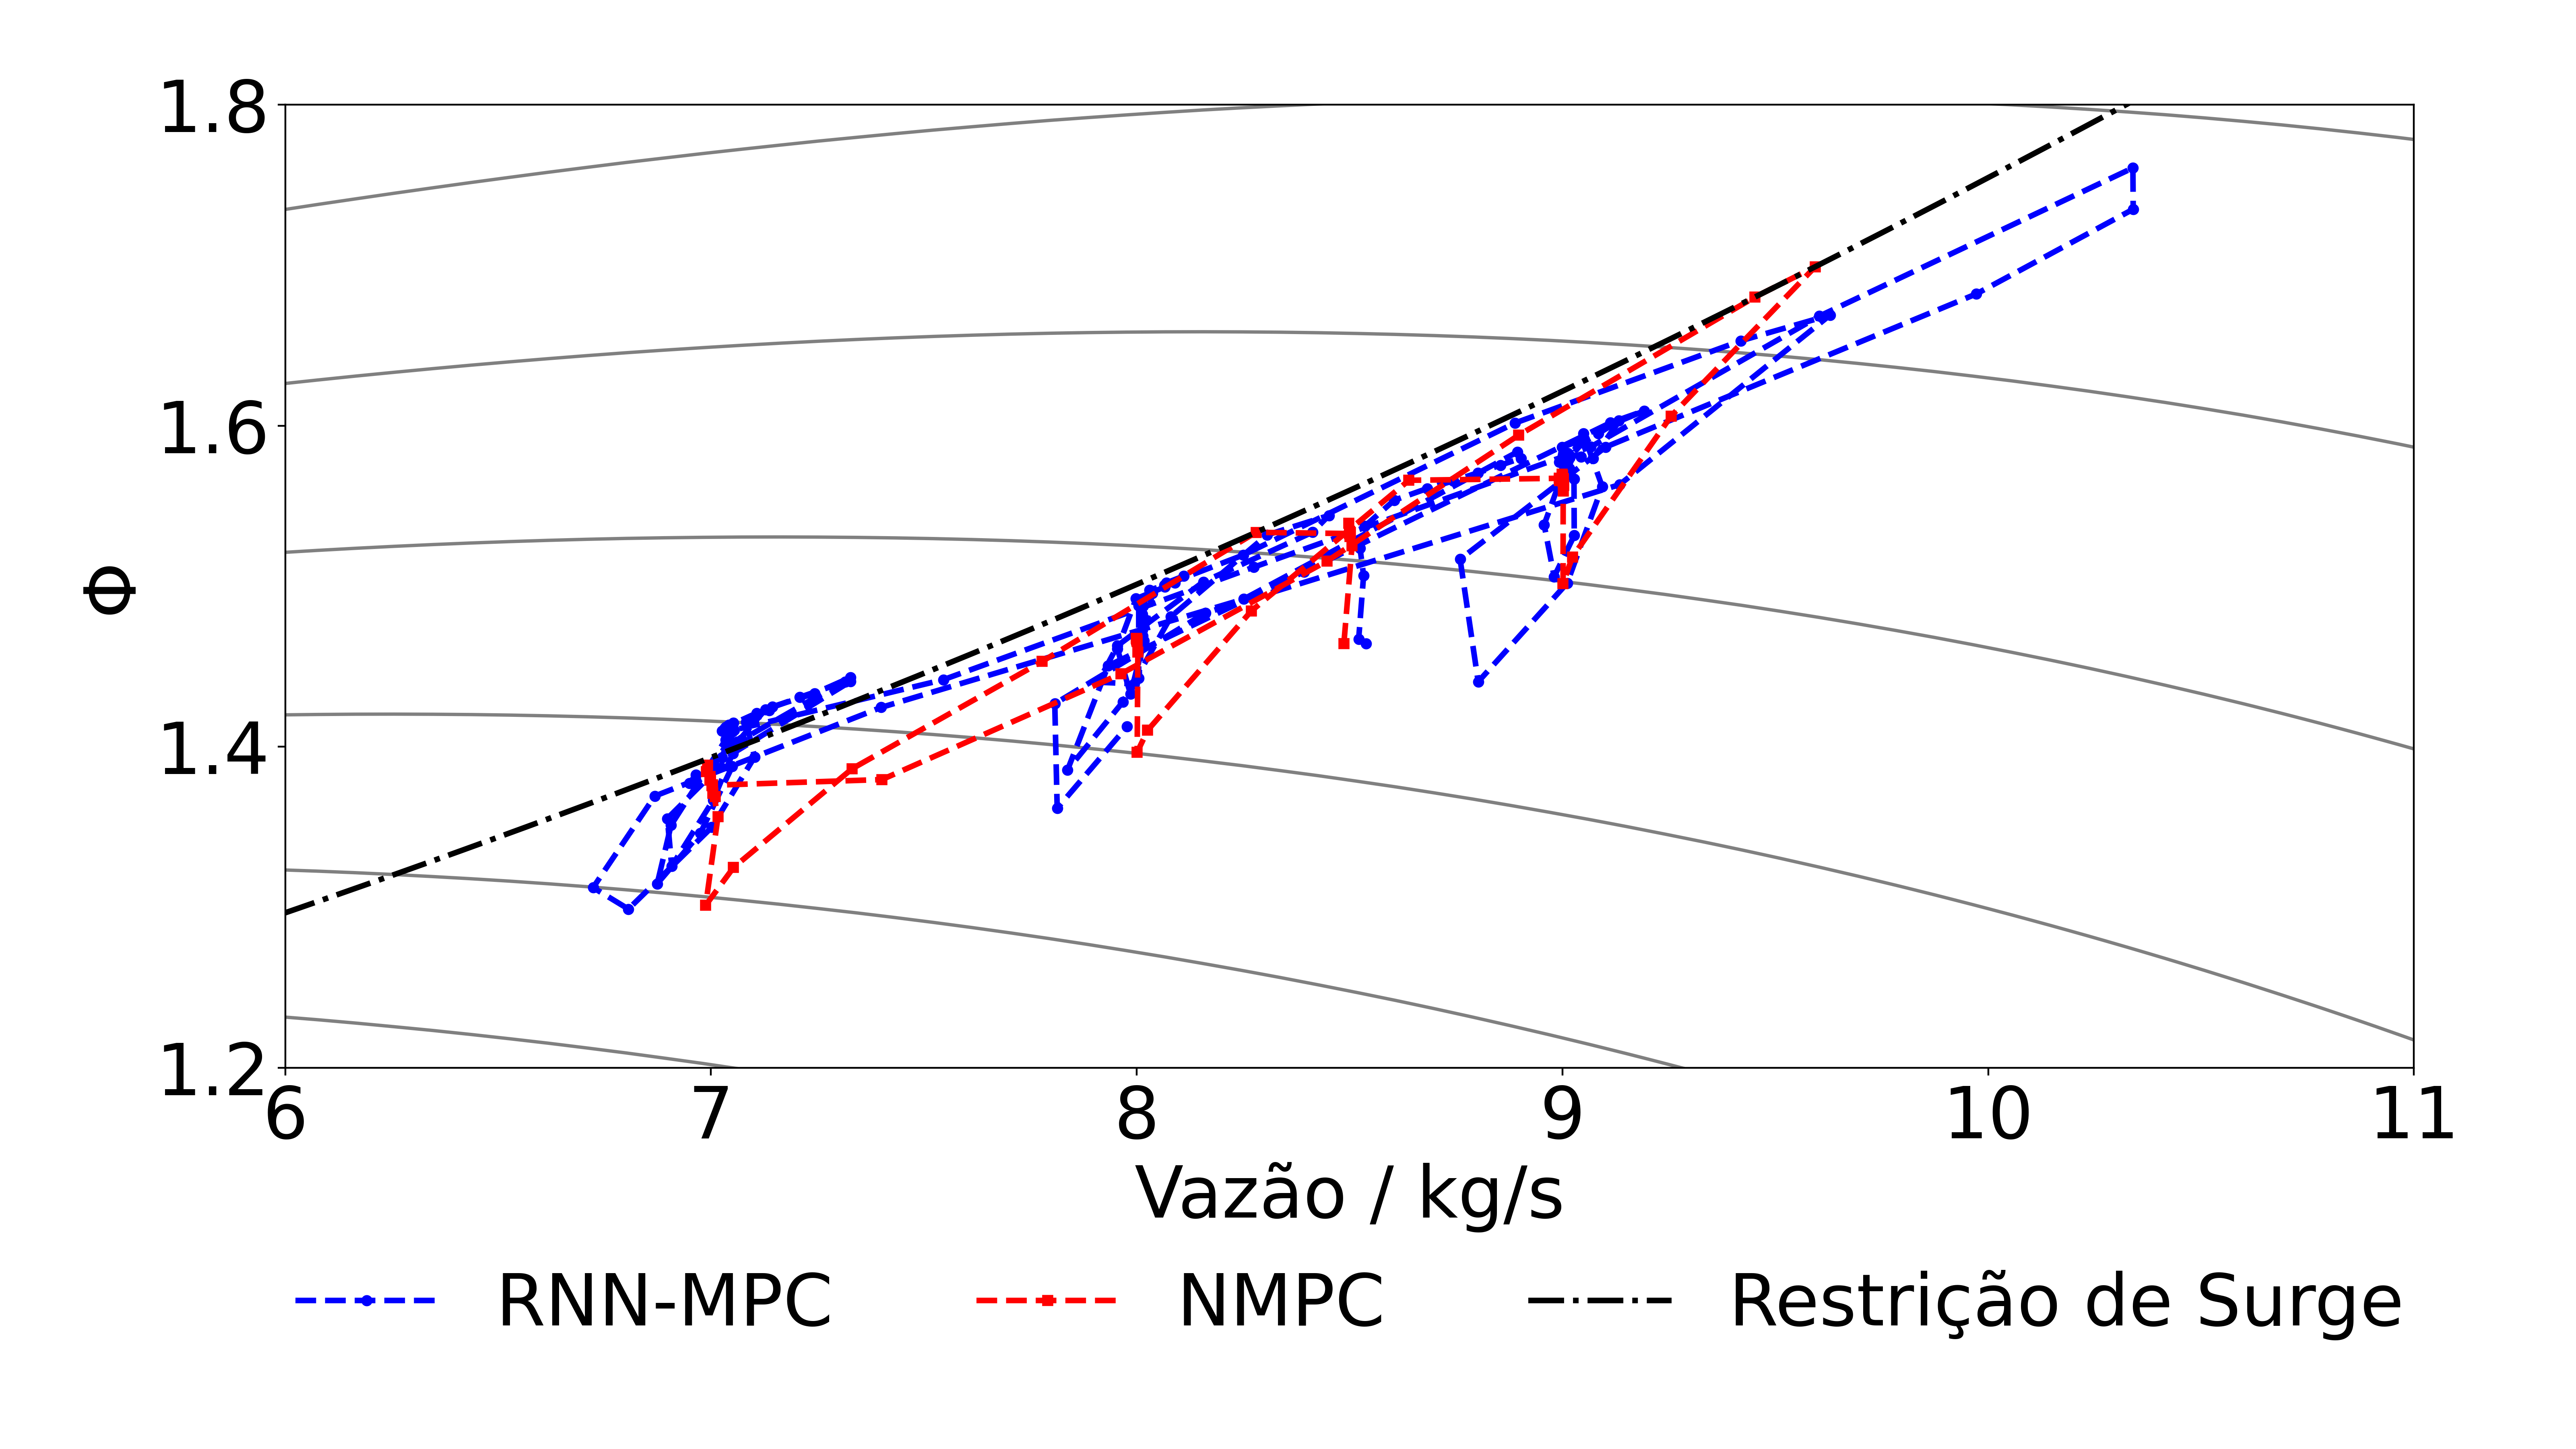 1.8
1.6
Φ
1.4
1.2
6 7 8 9 10 11
Vazão / kg/s
RNN-MPC NMPC Restrição de Surge